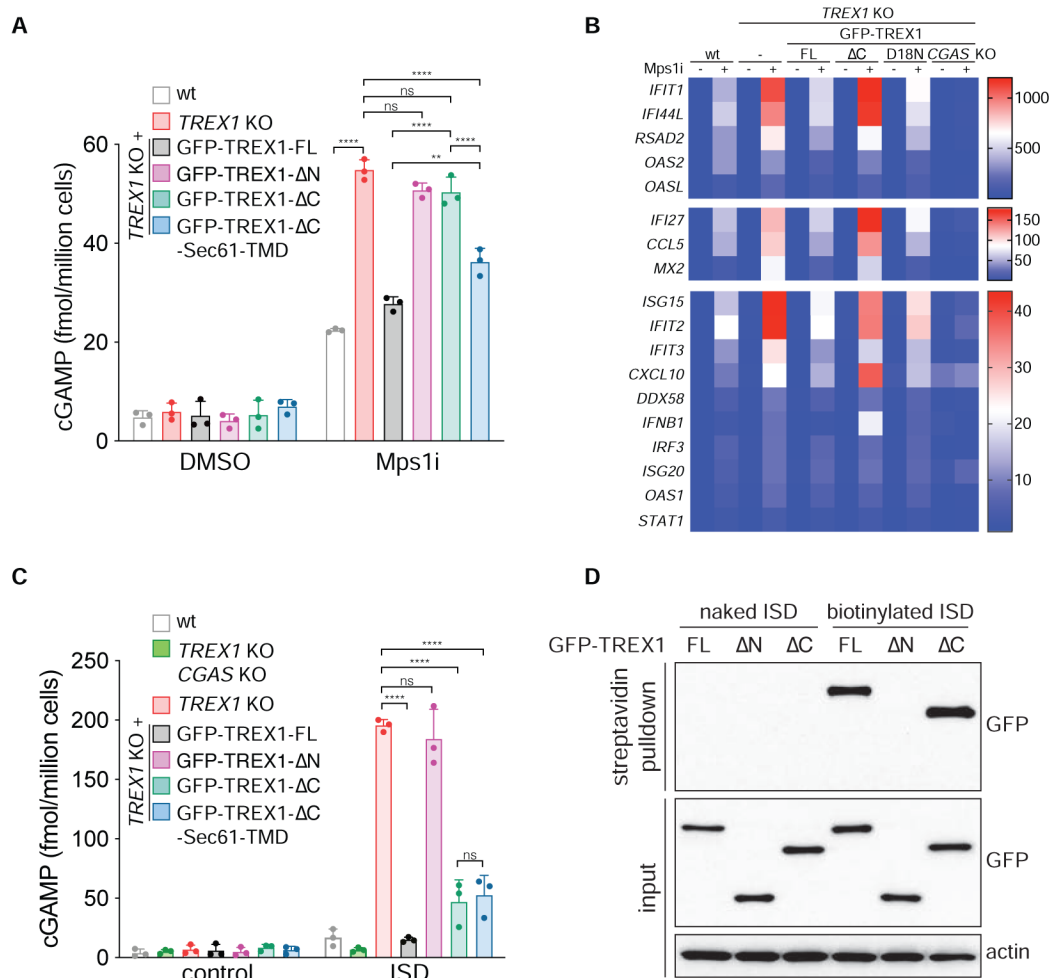 A
wt
TREX1 KO
TREX1 KO +
GFP-TREX1-FL
GFP-TREX1-ΔN
GFP-TREX1-ΔC
GFP-TREX1-ΔC
-Sec61-TMD
****
ns
ns
****
****
****
**
cGAMP (fmol/million cells)
60
40
20
0
DMSO
Mps1i
B
TREX1 KO
GFP-TREX1
wt
-
FL
ΔC
D18N
CGAS KO
Mps1i
- + - + - + - + - + - +
IFIT1
IFI44L
RSAD2
OAS2
OASL
1000
500
IFI27
CCL5
MX2
150
100
50
ISG15
IFIT2
IFIT3
CXCL10
DDX58
IFNB1
IRF3
ISG20
OAS1
STAT1
40
30
20
10
C
wt
TREX1 KO
CGAS KO
TREX1 KO
TREX1 KO +
GFP-TREX1-FL
GFP-TREX1-ΔN
GFP-TREX1-ΔC
GFP-TREX1-ΔC
-Sec61-TMD
****
****
ns
****
ns
cGAMP (fmol/million cells)
250
200
150
100
50
0
control
ISD
D
naked ISD
biotinylated ISD
GFP-TREX1
FL ΔN ΔC FL ΔN ΔC
streptavidin
pulldown
GFP
input
GFP
actin